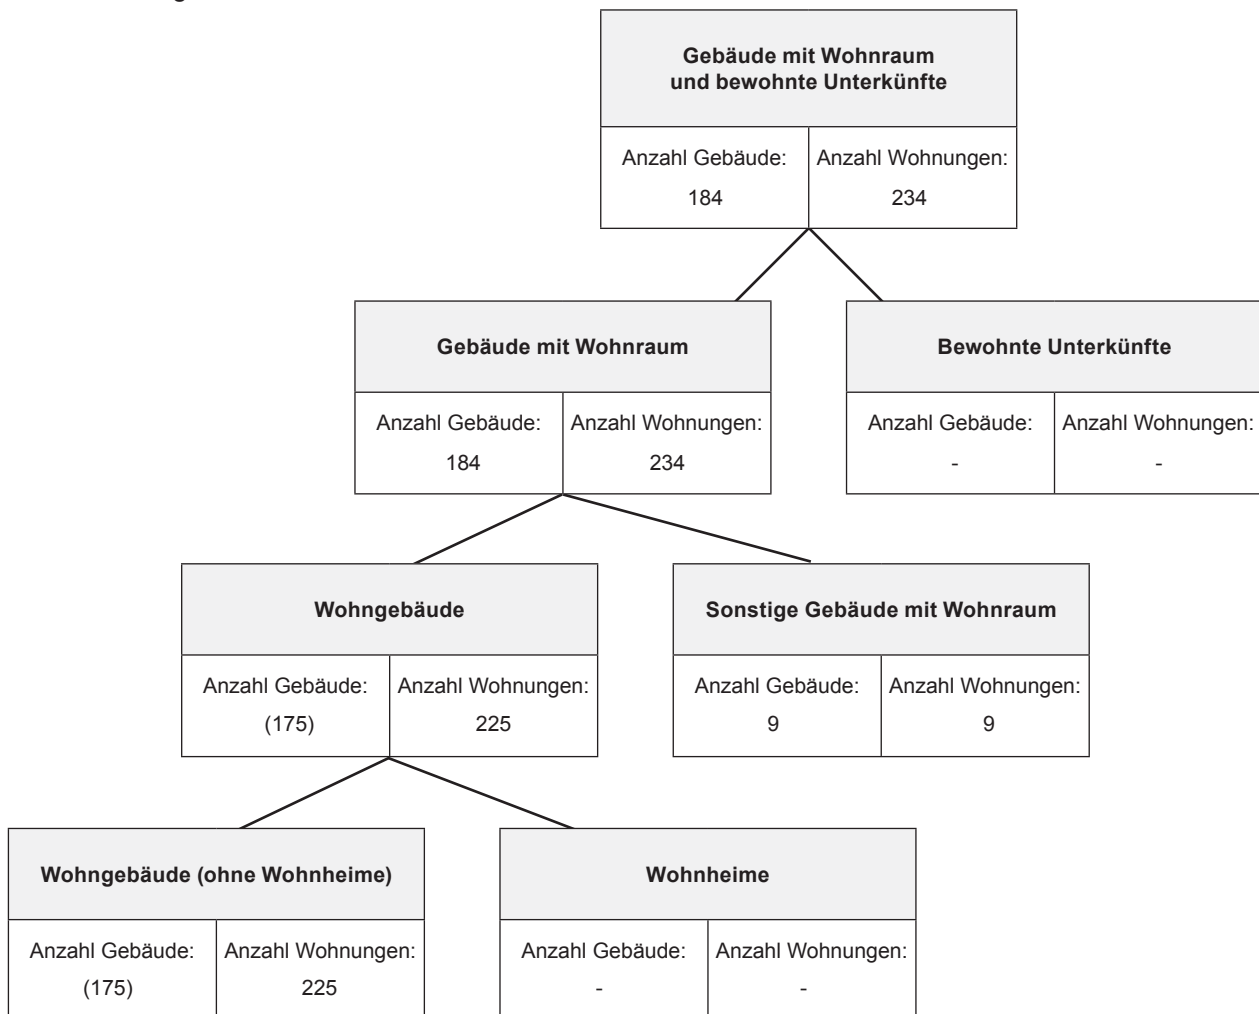 Gebäude mit Wohnraum
und bewohnte Unterkünfte
Anzahl Gebäude: Anzahl Wohnungen:
184 234
Gebäude mit Wohnraum
Anzahl Gebäude: Anzahl Wohnungen:
184 234
Bewohnte Unterkünfte
Anzahl Gebäude: Anzahl Wohnungen:
- -
Wohngebäude
Anzahl Gebäude: Anzahl Wohnungen:
(175) 225
Sonstige Gebäude mit Wohnraum
Anzahl Gebäude: Anzahl Wohnungen:
9 9
Wohngebäude (ohne Wohnheime)
Anzahl Gebäude: Anzahl Wohnungen:
(175) 225
Wohnheime
Anzahl Gebäude: Anzahl Wohnungen:
- -